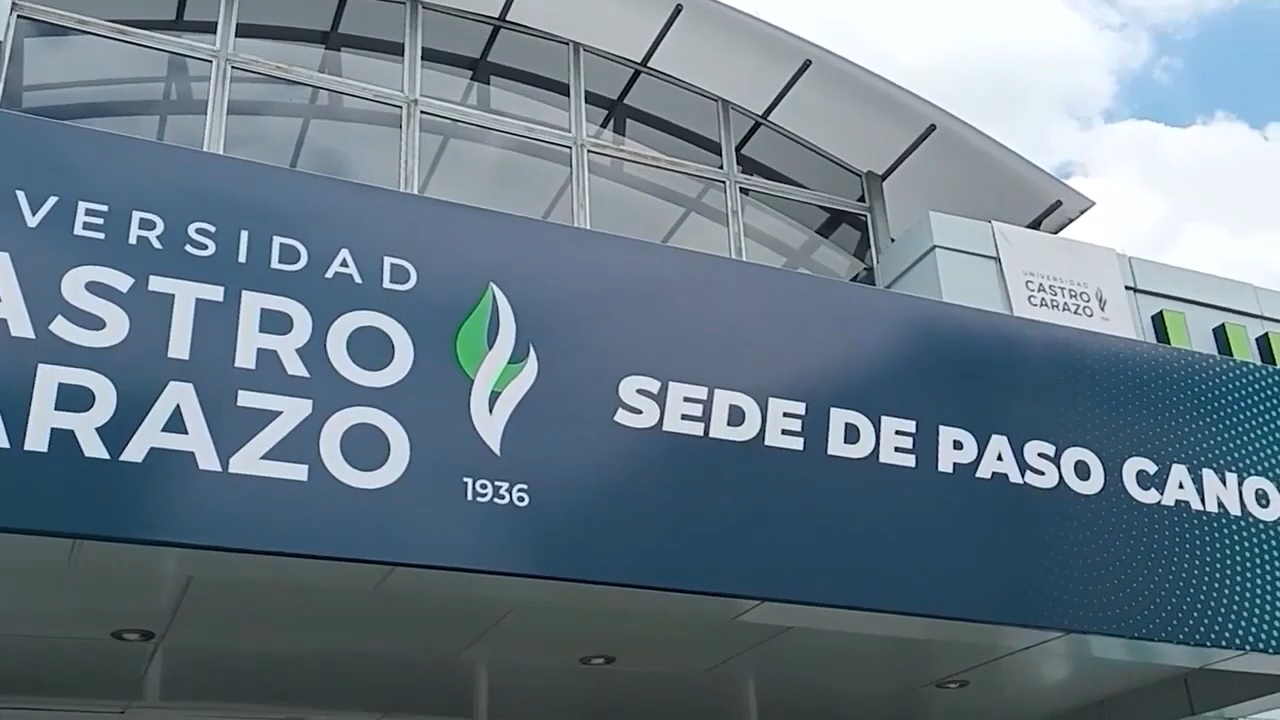 VERSIDAD
ASTRO
ARAZO
1936
SEDE DE PASO CANO
UNIVERSIDAD
CASTRO
CARAZO